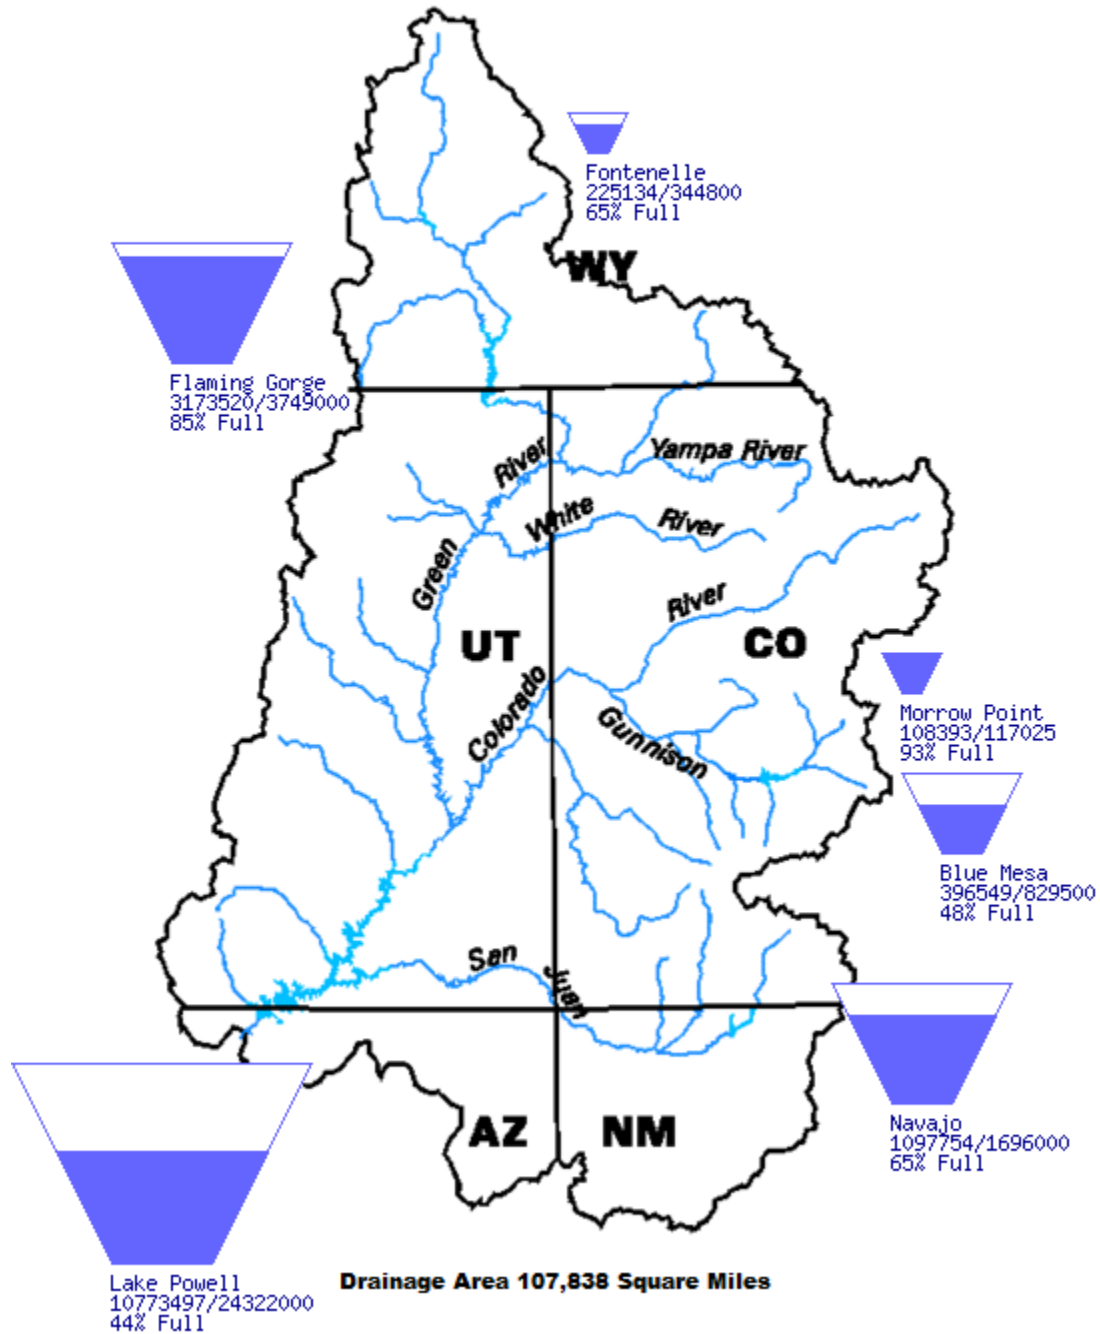 Fontenelle
225134/344800
65% Full
WY
Flaming Gorge
3173520/3749000
85% Full
River
Yampa River
White
River
Green
River
UT
CO
Colorado
Gunnison
Morrow Point
108393/117025
93% Full
Blue Mesa
396549/829500
48% Full
San
Juan
AZ
NM
Navajo
1097754/1696000
65% Full
Lake Powell
10773497/24322000
44% Full
Drainage Area 107,838 Square Miles